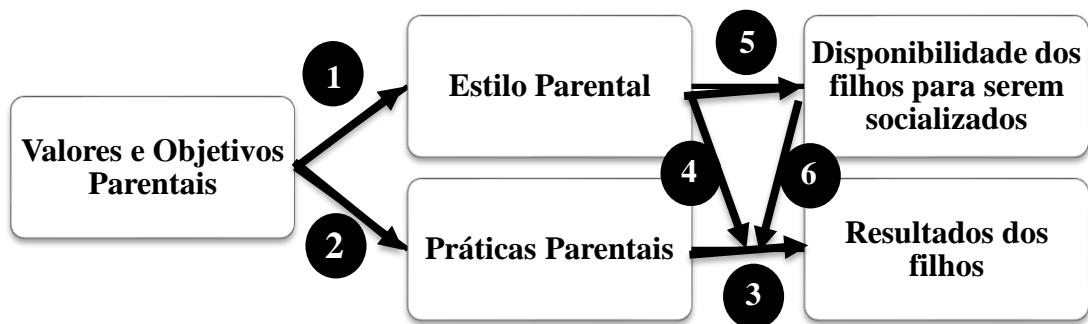 Valores e Objetivos
Parentais
1
2
Estilo Parental
Práticas Parentais
5
4
6
3
Disponibilidade dos
filhos para serem
socializados
Resultados dos
filhos